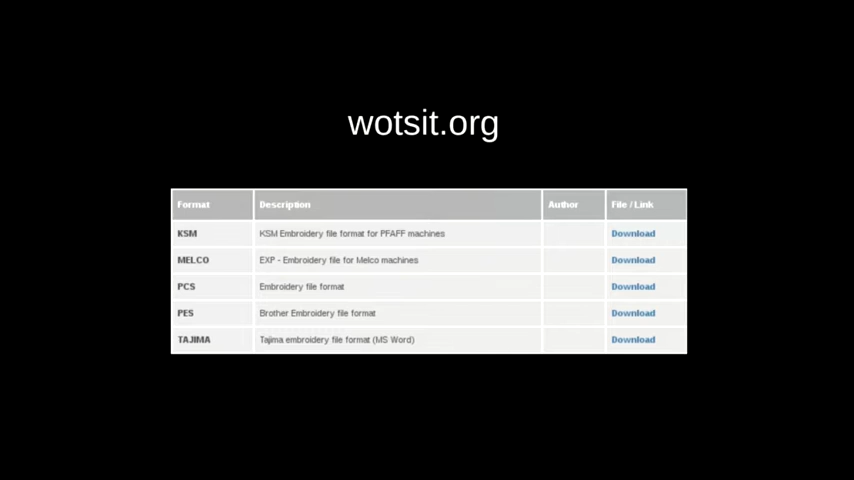 wotsit.org
Format Description Author File / Link
KSM KSM Embroidery file format for PFAFF machines Download
MELCO EXP - Embroidery file for Melco machines Download
PCS Embroidery file format Download
PES Brother Embroidery file format Download
TAJIMA Tajima embroidery file format (MS Word) Download